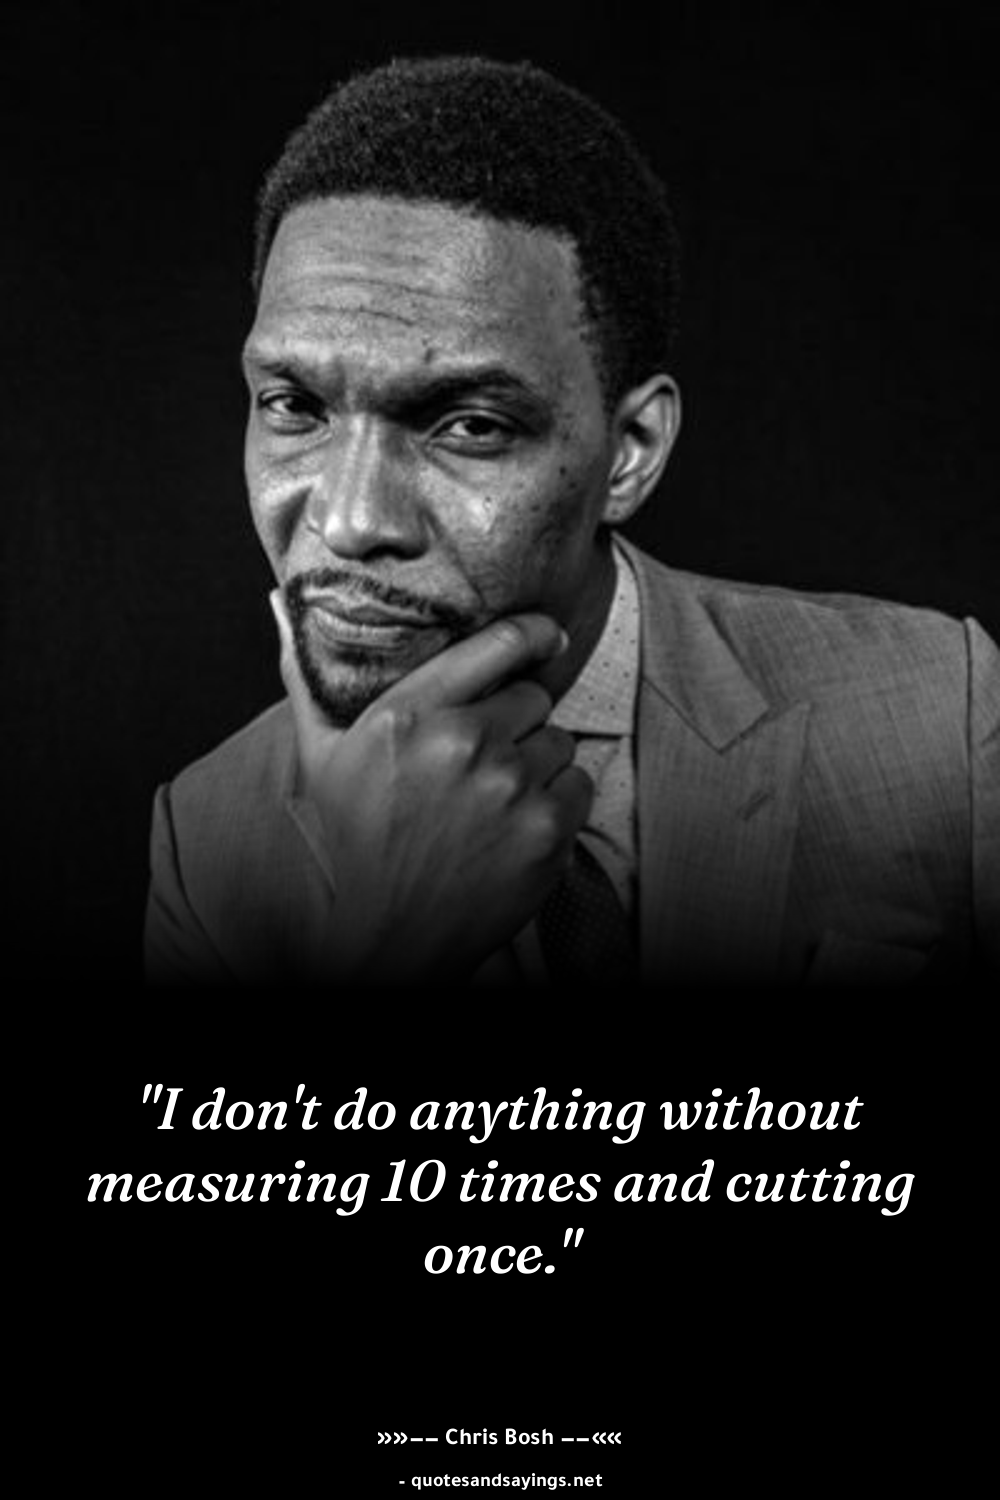 "I don't do anything without
measuring 10 times and cutting
once."
»»−− Chris Bosh −−««
- quotesandsayings.net